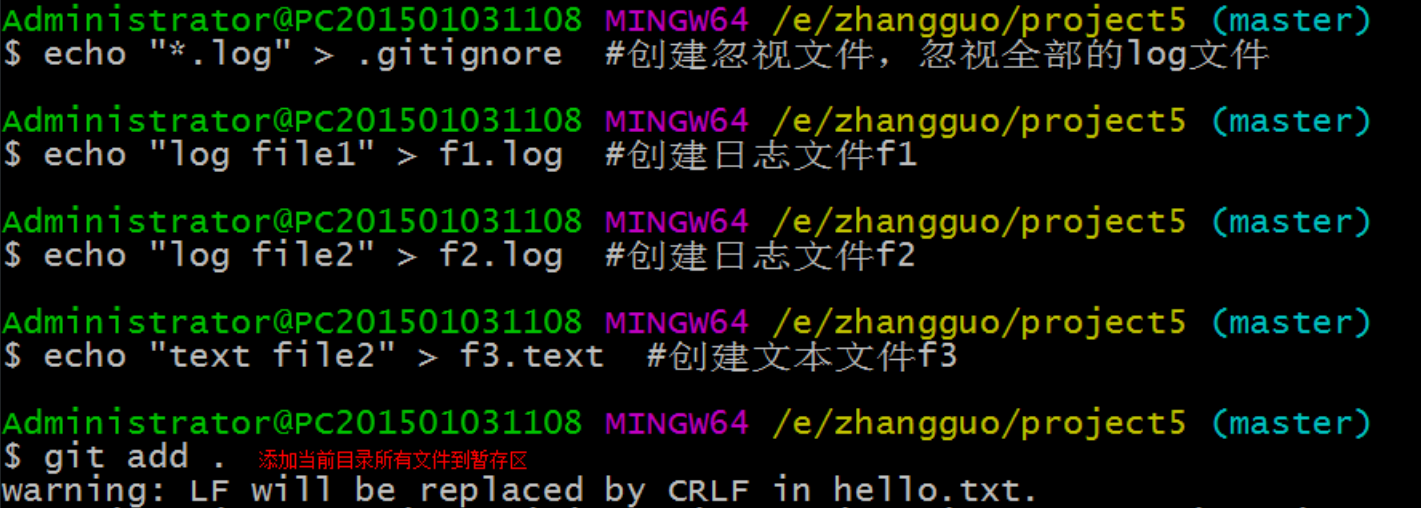 Administrator@PC201501031108 MINGW64 /e/zhangguo/project5 (master)
$ echo "*.log" > .gitignore  #创建忽视文件，忽视全部的log文件
Administrator@PC201501031108 MINGW64 /e/zhangguo/project5 (master)
$ echo "log file1" > f1.log  #创建日志文件f1
Administrator@PC201501031108 MINGW64 /e/zhangguo/project5 (master)
$ echo "log file2" > f2.log  #创建日志文件f2
Administrator@PC201501031108 MINGW64 /e/zhangguo/project5 (master)
$ echo "text file2" > f3.text  #创建文本文件f3
Administrator@PC201501031108 MINGW64 /e/zhangguo/project5 (master)
$ git add . 添加当前目录所有文件到暂存区
warning: LF will be replaced by CRLF in hello.txt.